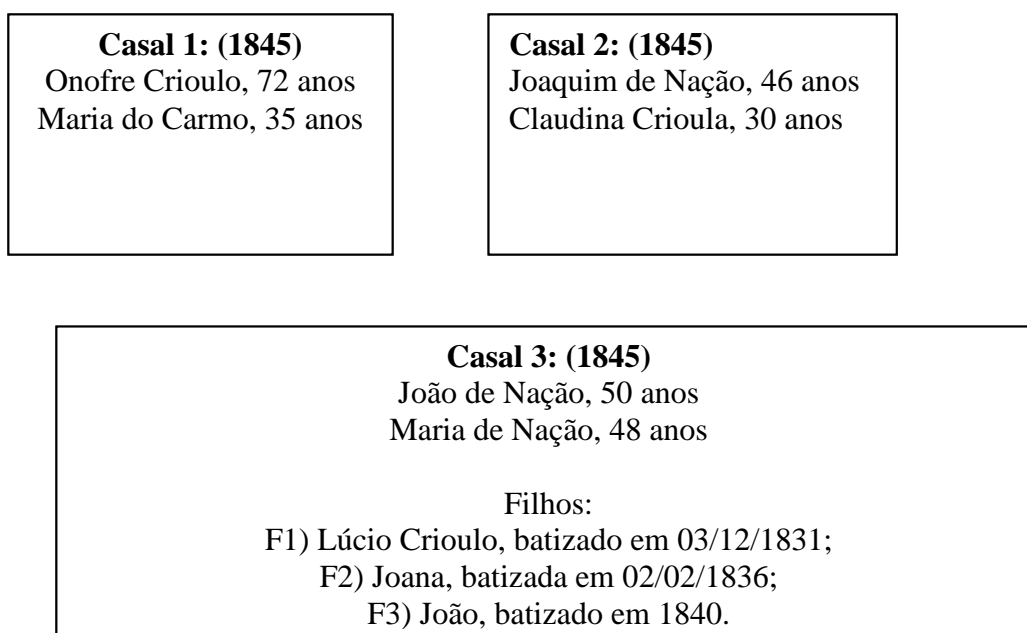 Casal 1: (1845)
Onofre Crioulo, 72 anos
Maria do Carmo, 35 anos
Casal 2: (1845)
Joaquim de Nação, 46 anos
Claudina Crioula, 30 anos
Casal 3: (1845)
João de Nação, 50 anos
Maria de Nação, 48 anos
Filhos:
F1) Lúcio Crioulo, batizado em 03/12/1831;
F2) Joana, batizada em 02/02/1836;
F3) João, batizado em 1840.